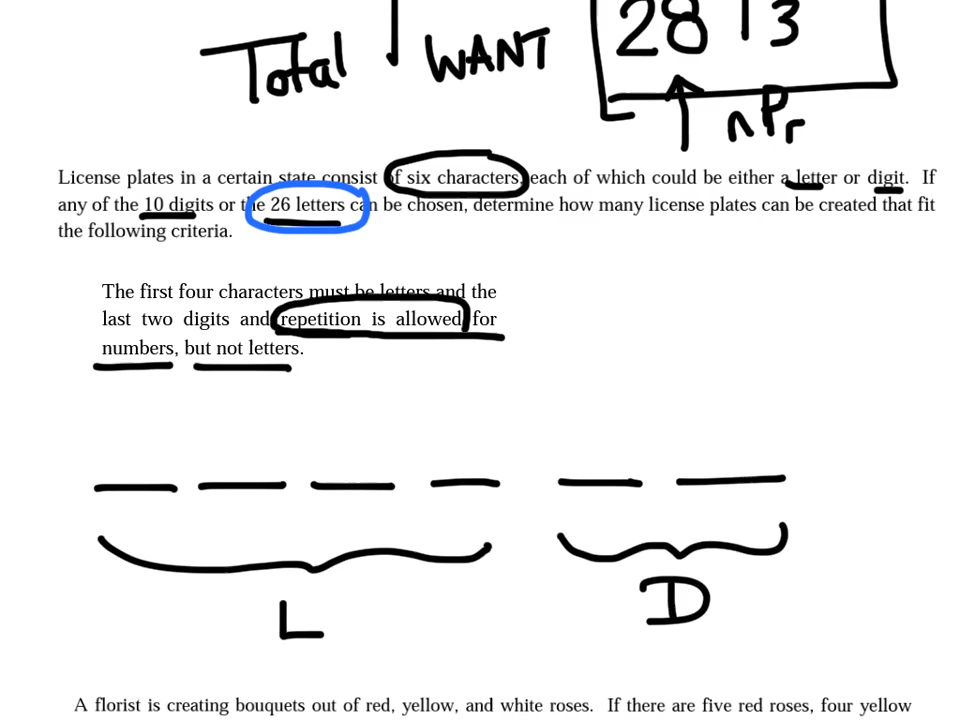 Total WANT 28 P 3
nPr
License plates in a certain state consist of six characters, each of which could be either a letter or digit. If
any of the 10 digits or the 26 letters can be chosen, determine how many license plates can be created that fit
the following criteria.
The first four characters must be letters and the
last two digits and repetition is allowed for
numbers, but not letters.
L D
A florist is creating bouquets out of red, yellow, and white roses. If there are five red roses, four yellow